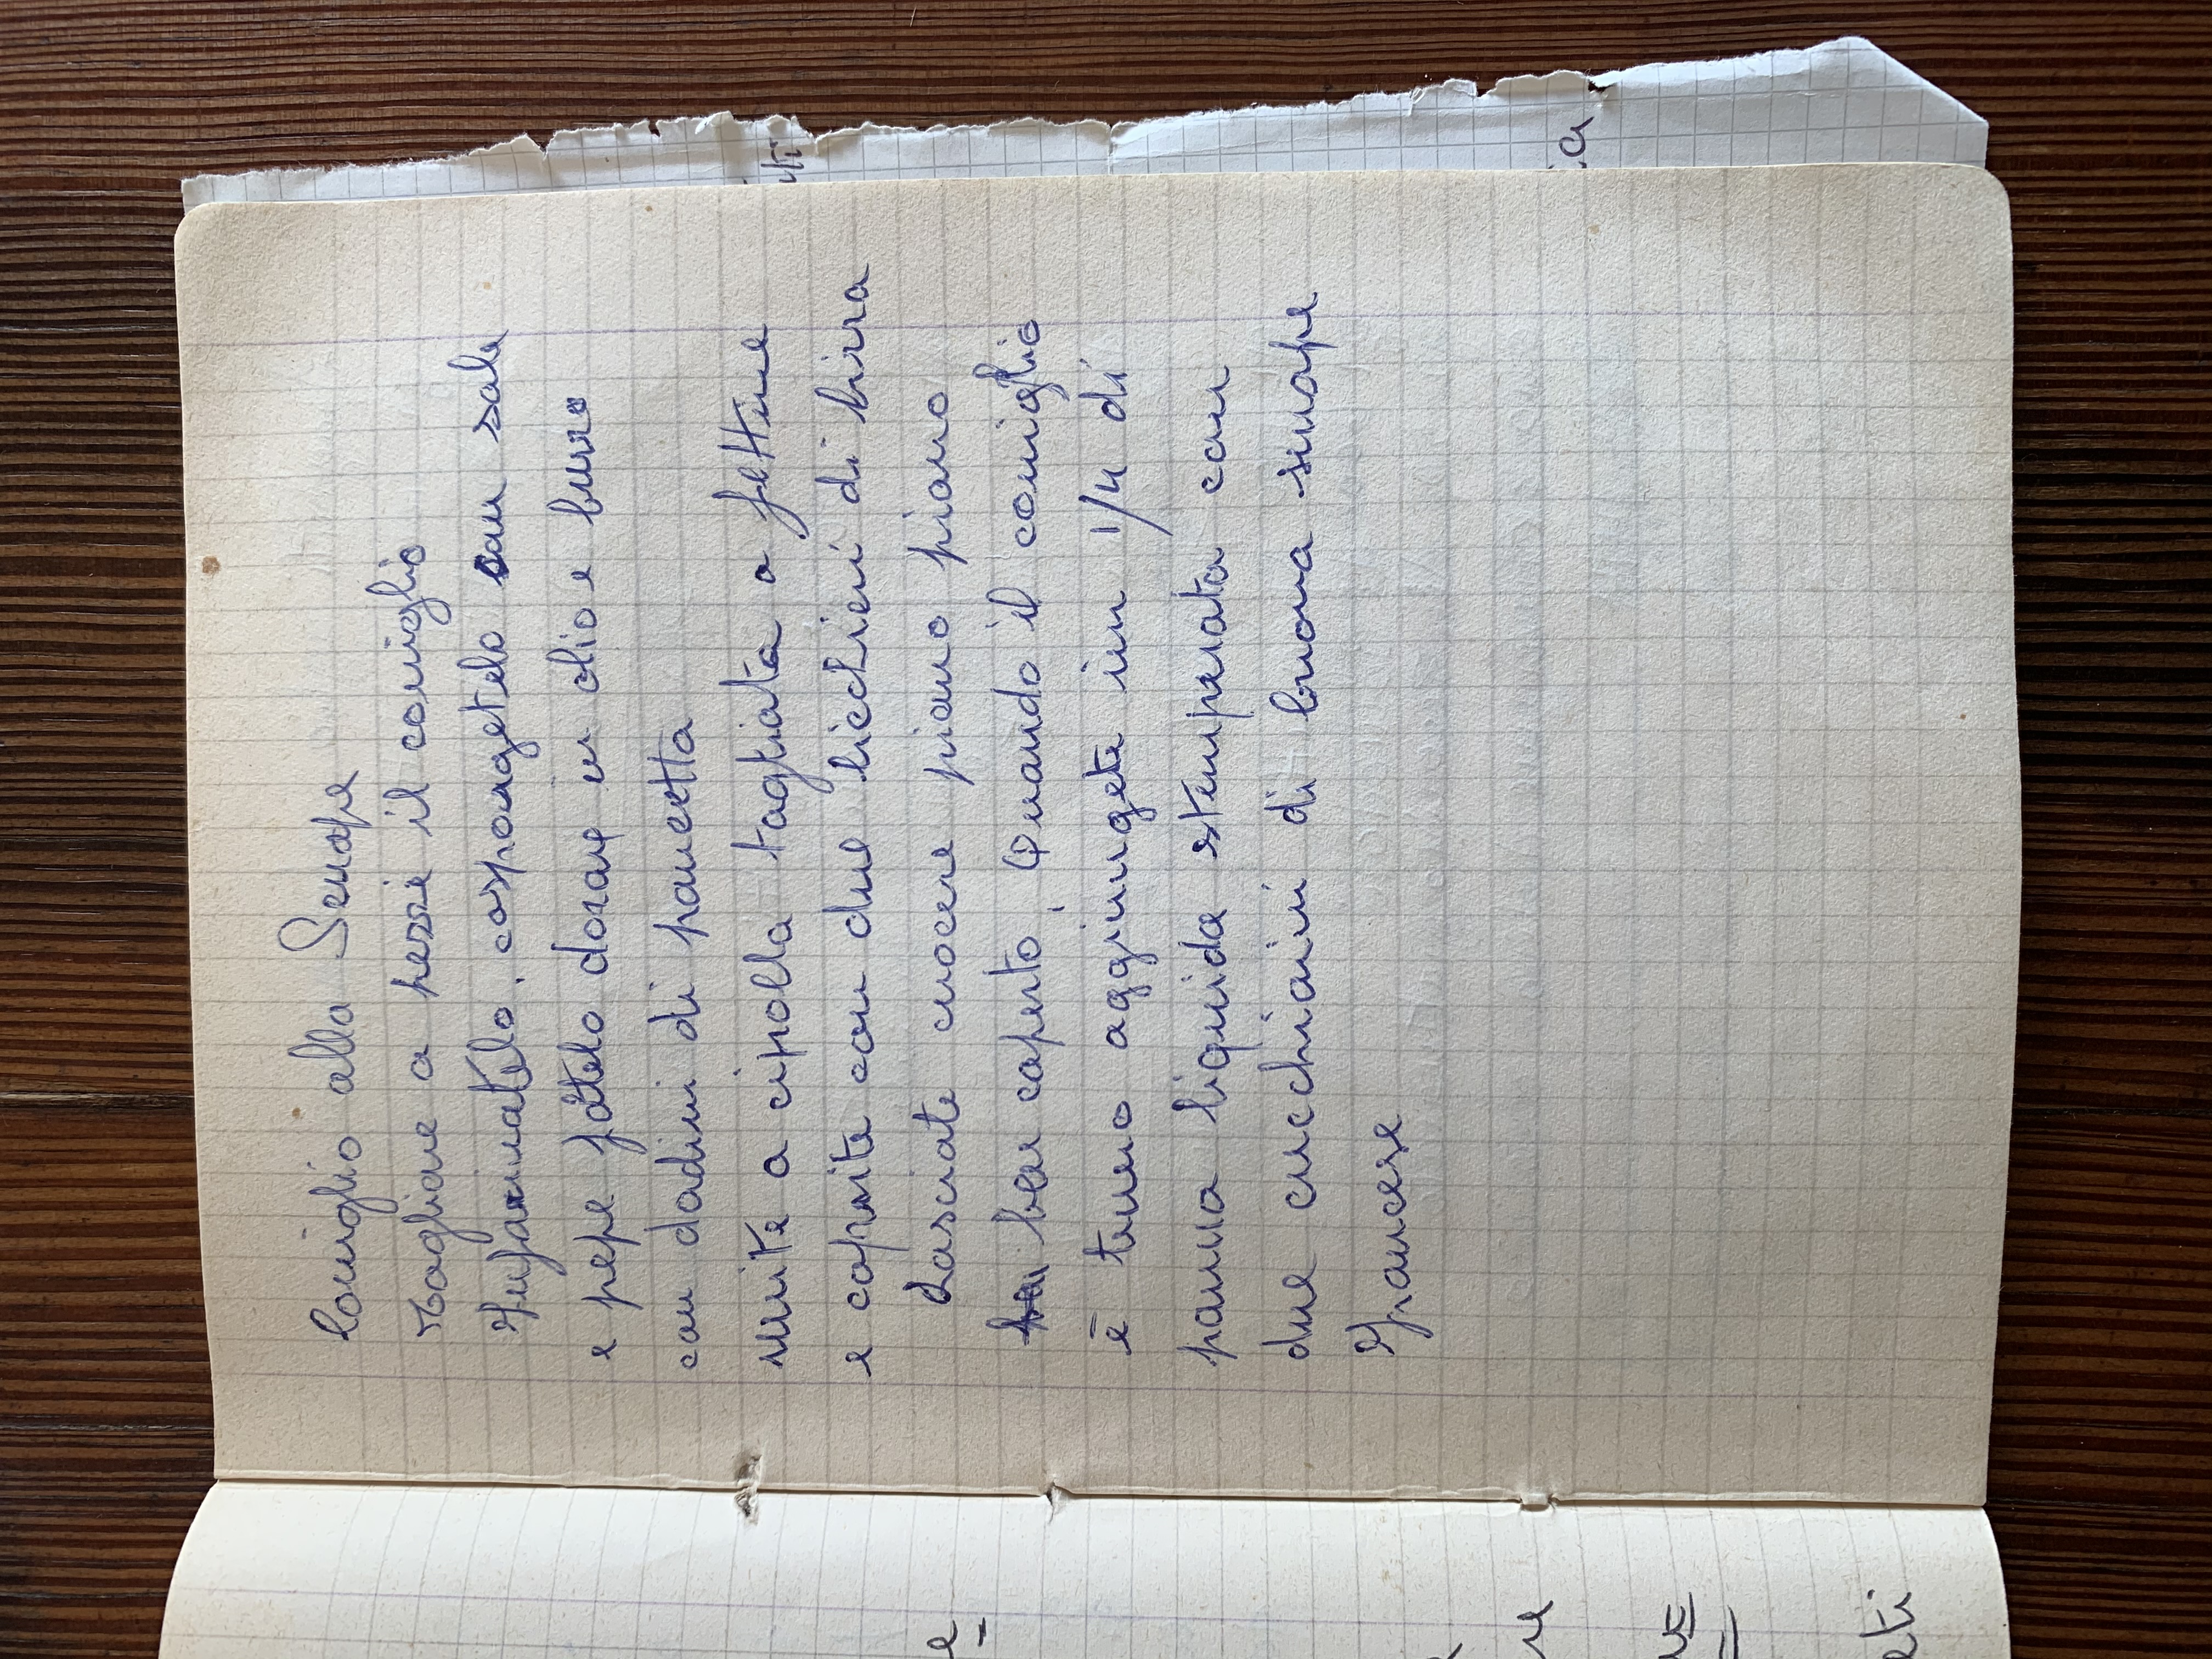 Coniglio alla Senape
Tagliare a pezzi il coniglio
Infarinatelo, cospargetelo con sale
e pepe fatelo dorare in olio e burro
con dadini di pancetta
unite a cipolla tagliata a fettine
e coprite con due bicchieri di birra
Lasciate cuocere piano piano
ben coperto, Quando il coniglio
è tenero aggiungete un 1/4 di
panna liquida stemperata con
due cucchiaini di buona senape
Francese